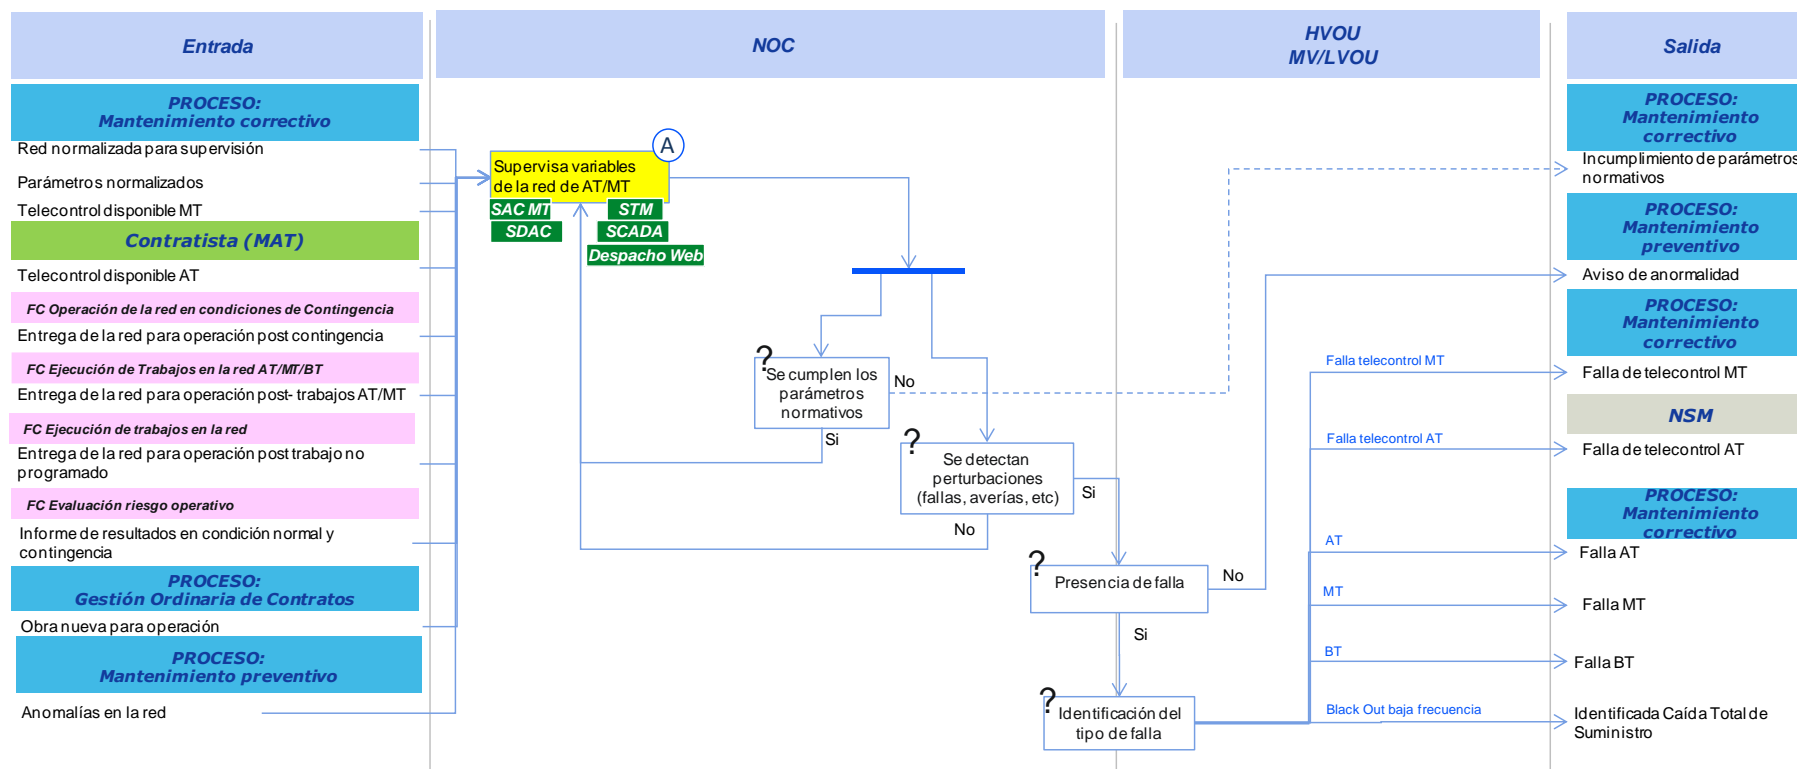 Entrada
NOC
HVOU
MV/LVOU
Salida
PROCESO:
Mantenimiento correctivo
Red normalizada para supervisión
Parámetros normalizados
Telecontrol disponible MT
Contratista (MAT)
Telecontrol disponible AT
FC Operación de la red en condiciones de Contingencia
Entrega de la red para operación post contingencia
FC Ejecución de Trabajos en la red AT/MT/BT
Entrega de la red para operación post- trabajos AT/MT
FC Ejecución de trabajos en la red
Entrega de la red para operación post trabajo no
programado
FC Evaluación riesgo operativo
Informe de resultados en condición normal y
contingencia
PROCESO:
Gestión Ordinaria de Contratos
Obra nueva para operación
PROCESO:
Mantenimiento preventivo
Anomalías en la red
A
Supervisa variables
de la red de AT/MT
SAC MT
STM
SDAC
SCADA
Despacho Web
?
Se cumplen los
parámetros
normativos
No
Si
?
Se detectan
perturbaciones
(fallas, averías, etc)
Si
No
?
Presencia de falla
No
Si
?
Identificación del
tipo de falla
Falla telecontrol MT
Falla telecontrol AT
AT
MT
BT
Black Out baja frecuencia
PROCESO:
Mantenimiento
correctivo
Incumplimiento de parámetros
normativos
PROCESO:
Mantenimiento
preventivo
Aviso de anormalidad
PROCESO:
Mantenimiento
correctivo
Falla de telecontrol MT
NSM
Falla de telecontrol AT
PROCESO:
Mantenimiento
correctivo
Falla AT
Falla MT
Falla BT
Identificada Caída Total de
Suministro